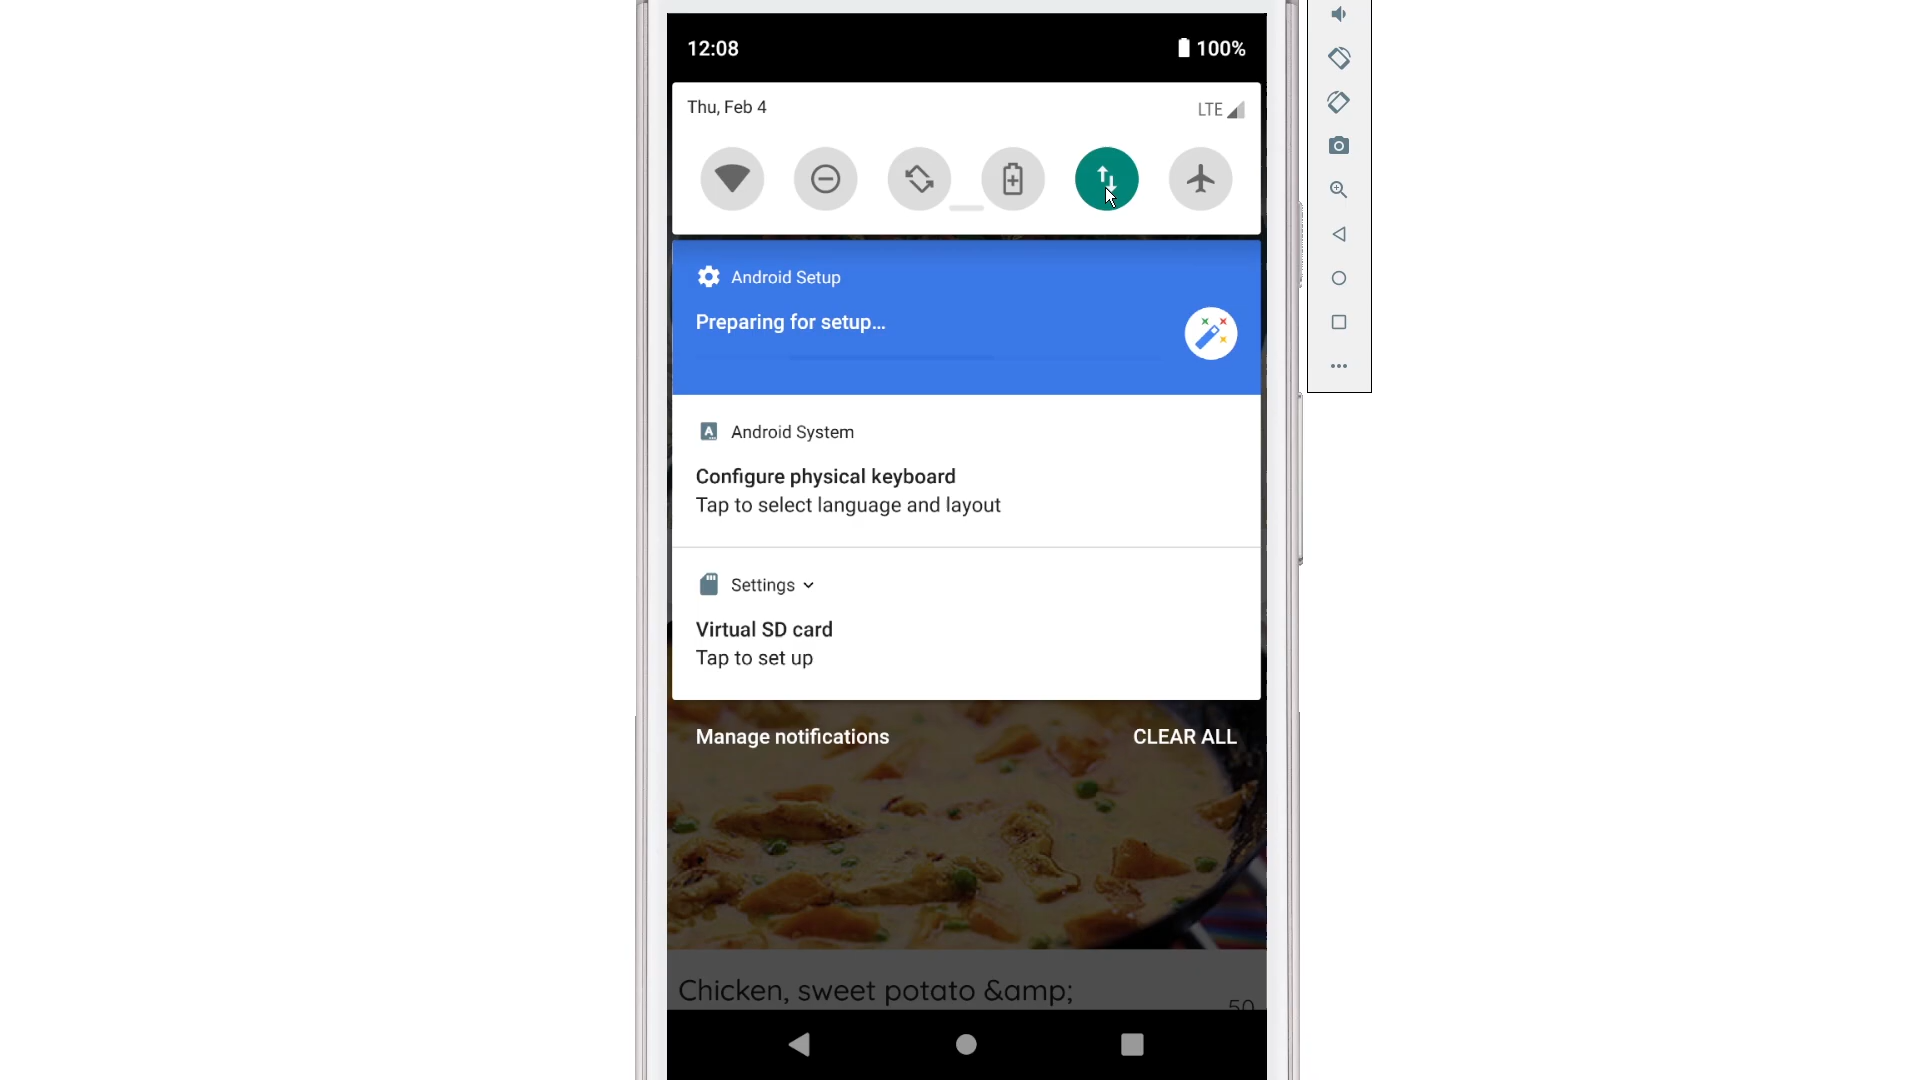 12:08
100%
Thu, Feb 4
LTE
Android Setup
Preparing for setup...
A
Android System
Configure physical keyboard
Tap to select language and layout
Settings
Virtual SD card
Tap to set up
Manage notifications
CLEAR ALL
Chicken, sweet potato &amp;
50